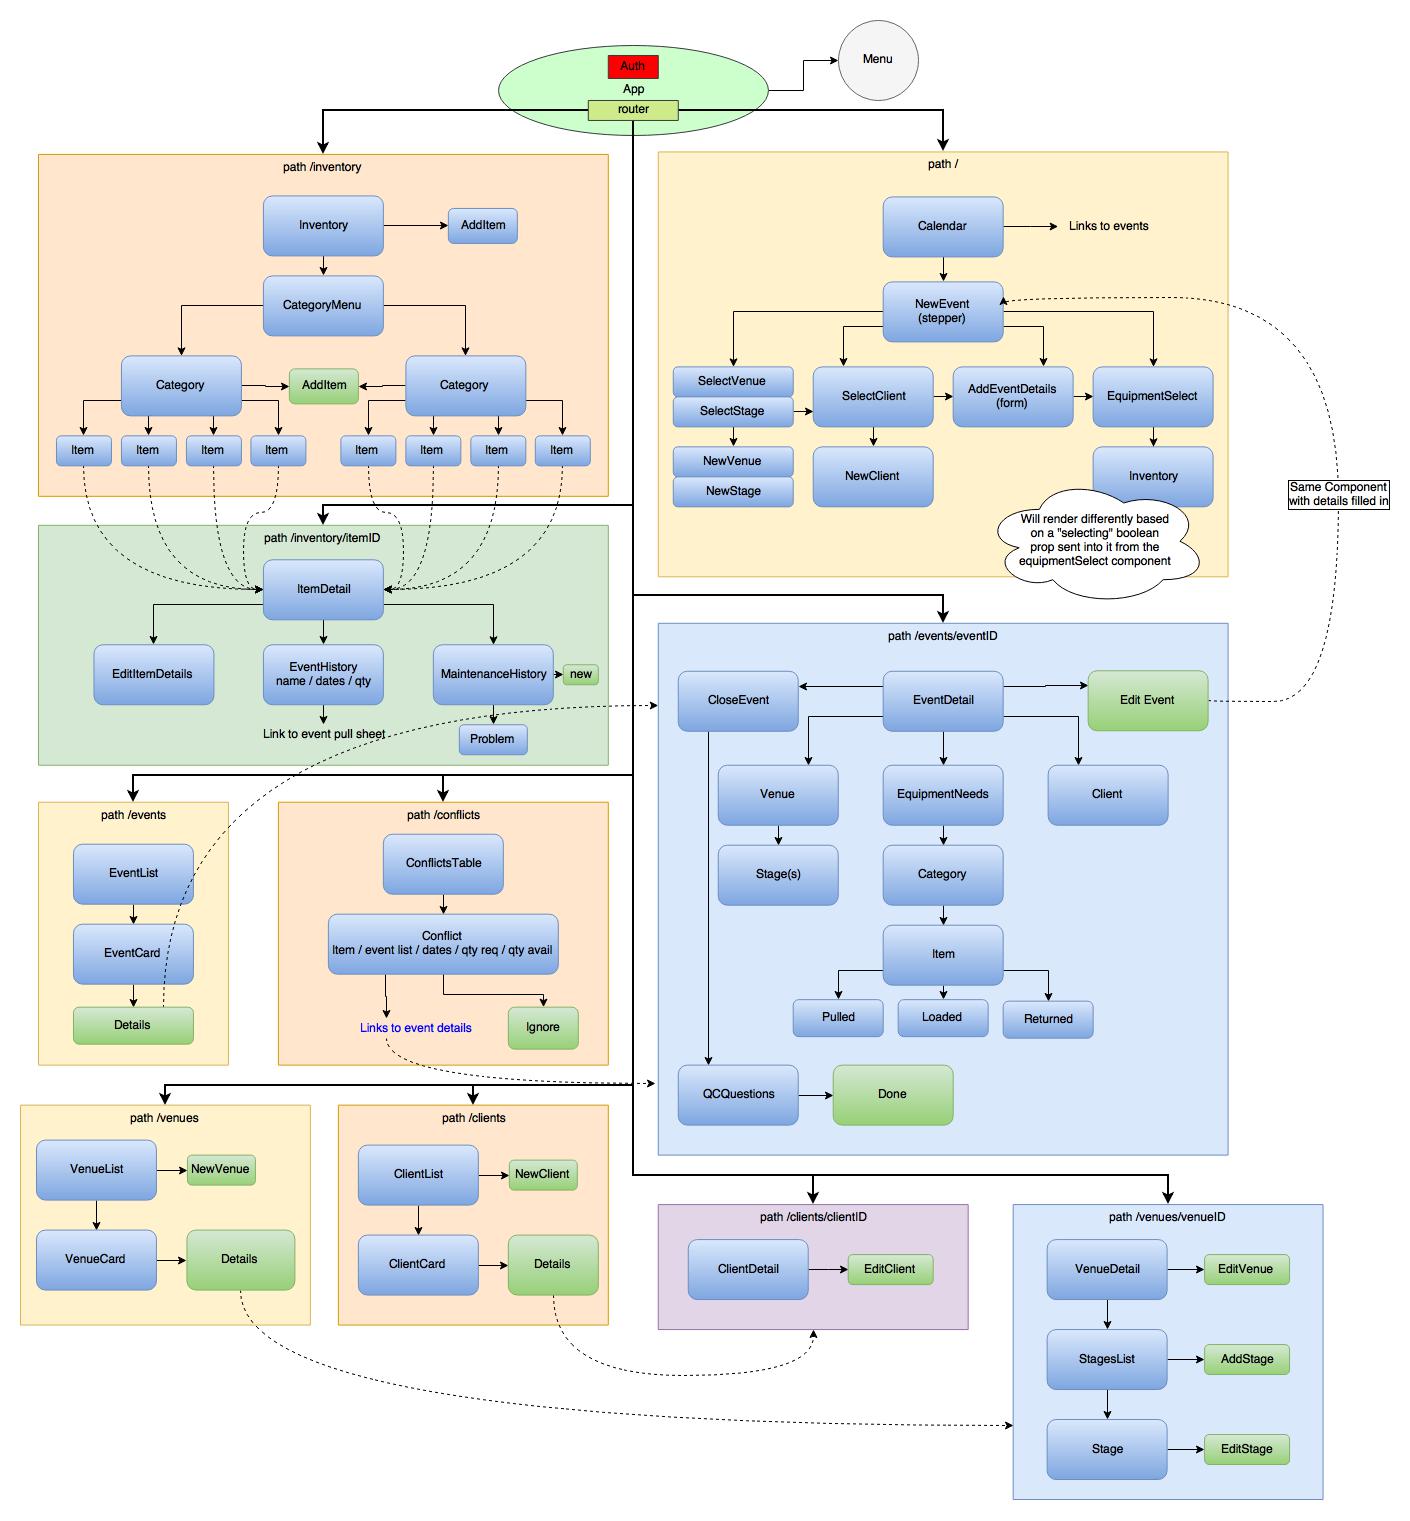 Menu
Auth
App
router
path /inventory
Inventory
AddItem
CategoryMenu
Category
AddItem
Category
Item
Item
Item
Item
Item
Item
Item
Item
path /
Calendar
Links to events
NewEvent
(stepper)
SelectVenue
SelectStage
SelectClient
AddEventDetails
(form)
EquipmentSelect
NewVenue
NewStage
NewClient
Inventory
Will render differently based
on a "selecting" boolean
prop sent into it from the
equipmentSelect component
Same Component
with details filled in
path /inventory/itemID
ItemDetail
EditItemDetails
EventHistory
name / dates / qty
MaintenanceHistory
new
Link to event pull sheet
Problem
path /events/eventID
CloseEvent
EventDetail
Edit Event
Venue
EquipmentNeeds
Client
Stage(s)
Category
Item
Pulled
Loaded
Returned
QCQuestions
Done
path /events
EventList
EventCard
Details
path /conflicts
ConflictsTable
Conflict
Item / event list / dates / qty req / qty avail
Links to event details
Ignore
path /venues
VenueList
NewVenue
VenueCard
Details
path /clients
ClientList
NewClient
ClientCard
Details
path /clients/clientID
ClientDetail
EditClient
path /venues/venueID
VenueDetail
EditVenue
StagesList
AddStage
Stage
EditStage